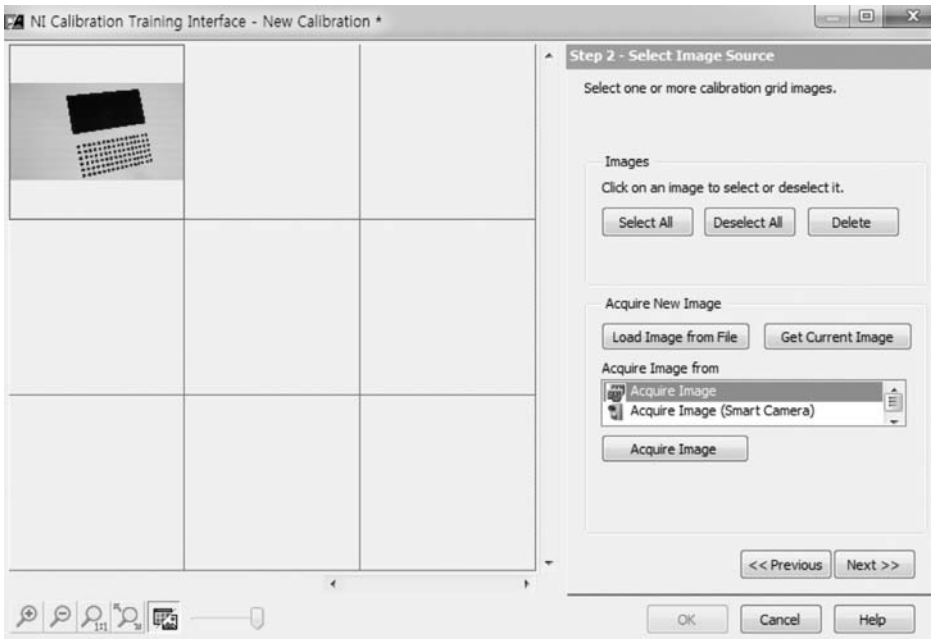 NI Calibration Training Interface - New Calibration *
Step 2 - Select Image Source
Select one or more calibration grid images.
Images
Click on an image to select or deselect it.
Select All
Deselect All
Delete
Acquire New Image
Load Image from File
Get Current Image
Acquire Image from
Acquire Image
Acquire Image (Smart Camera)
Acquire Image
<< Previous
Next >>
1:1
OK
Cancel
Help